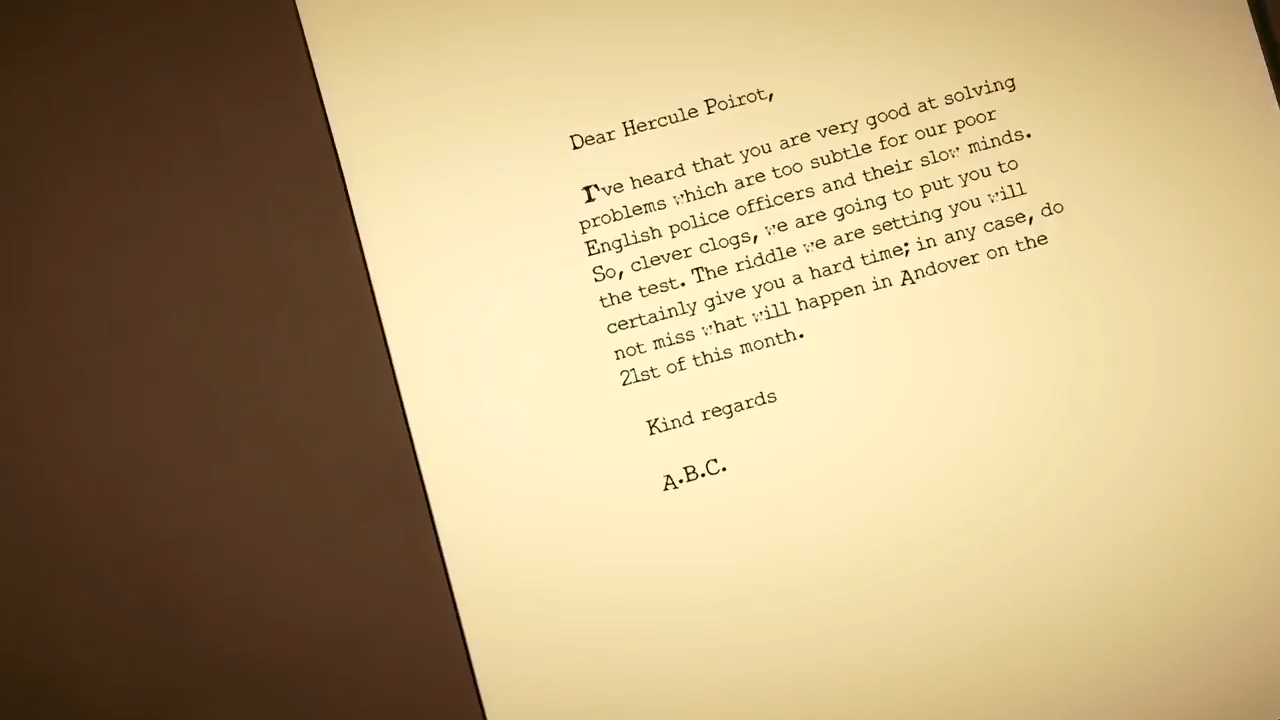 Dear Hercule Poirot,
I've heard that you are very good at solving
problems which are too subtle for our poor
English police officers and their slow minds.
So, clever clogs, we are going to put you to
the test. The riddle we are setting you will
certainly give you a hard time; in any case, do
not miss what will happen in Andover on the
21st of this month.
Kind regards
A.B.C.